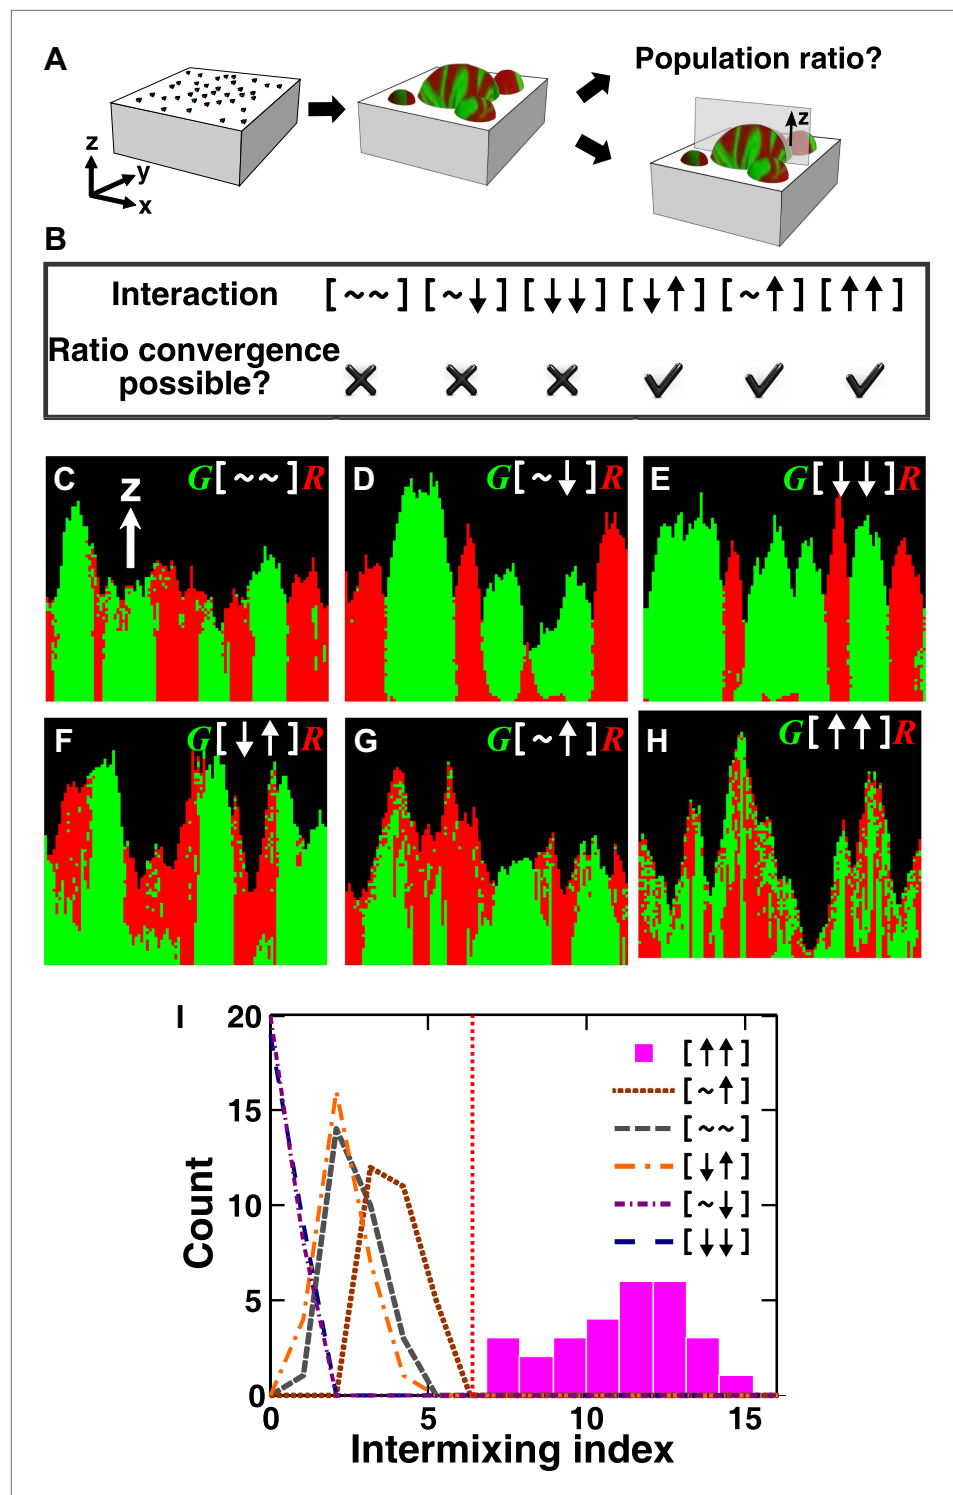 A
Population ratio?
z
y
x
z
B
Interaction [~~] [~↓] [↓↓] [↓↑] [~↑] [↑↑]
Ratio convergence
possible?
C
G[~~]R
z
D
G[~↓]R
E
G[↓↓]R
F
G[↓↑]R
G
G[~↑]R
H
G[↑↑]R
I
20
15
10
5
0
Count
[↑↑]
[~↑]
[~~]
[↓↑]
[~↓]
[↓↓]
0 5 10 15
Intermixing index